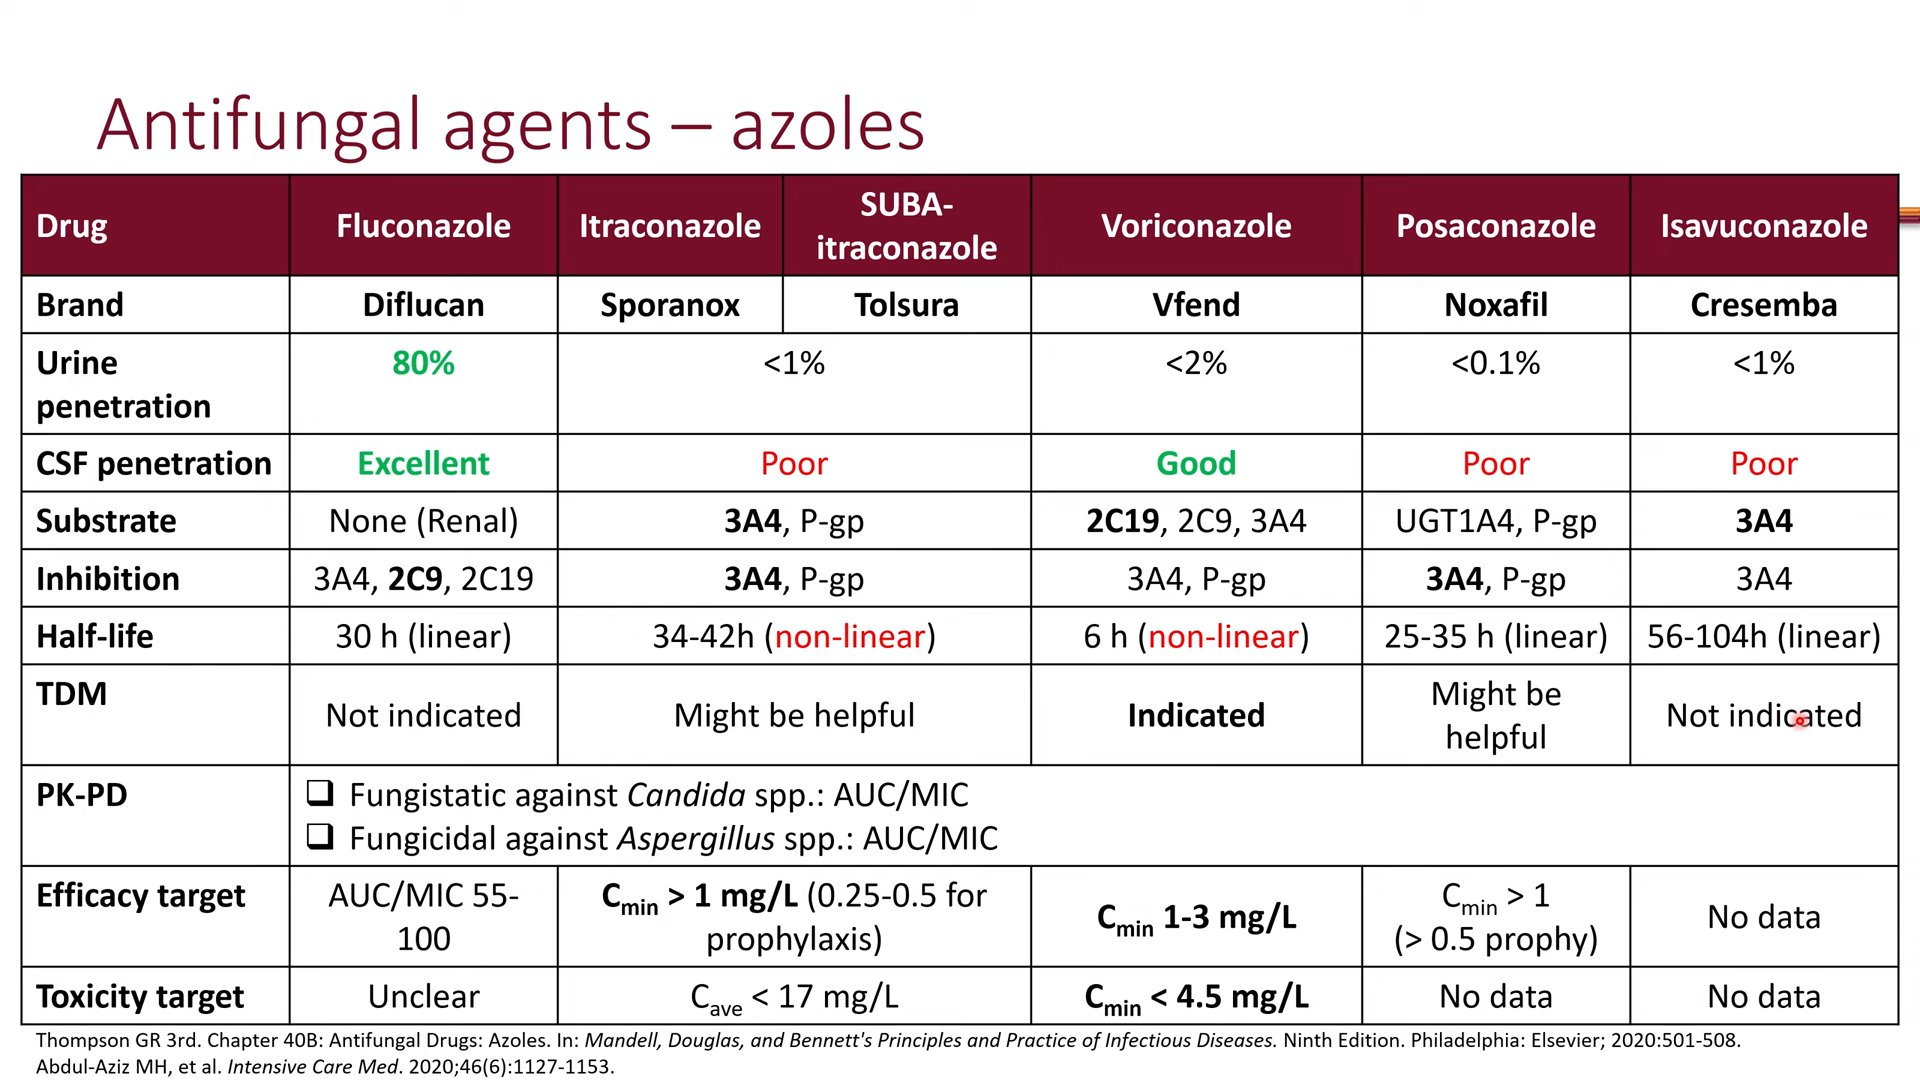 Antifungal agents – azoles
Drug Fluconazole Itraconazole SUBA-itraconazole Voriconazole Posaconazole Isavuconazole
Brand Diflucan Sporanox Tolsura Vfend Noxafil Cresemba
Urine penetration 80% <1% <2% <0.1% <1%
CSF penetration Excellent Poor Good Poor Poor
Substrate None (Renal) 3A4, P-gp 2C19, 2C9, 3A4 UGT1A4, P-gp 3A4
Inhibition 3A4, 2C9, 2C19 3A4, P-gp 3A4, P-gp 3A4, P-gp 3A4
Half-life 30 h (linear) 34-42h (non-linear) 6 h (non-linear) 25-35 h (linear) 56-104h (linear)
TDM Not indicated Might be helpful Indicated Might be helpful Not indicated
PK-PD ❑ Fungistatic against Candida spp.: AUC/MIC
❑ Fungicidal against Aspergillus spp.: AUC/MIC
Efficacy target AUC/MIC 55-100 Cmin > 1 mg/L (0.25-0.5 for prophylaxis) Cmin 1-3 mg/L Cmin > 1 (> 0.5 prophy) No data
Toxicity target Unclear Cave < 17 mg/L Cmin < 4.5 mg/L No data No data
Thompson GR 3rd. Chapter 40B: Antifungal Drugs: Azoles. In: Mandell, Douglas, and Bennett's Principles and Practice of Infectious Diseases. Ninth Edition. Philadelphia: Elsevier; 2020:501-508.
Abdul-Aziz MH, et al. Intensive Care Med. 2020;46(6):1127-1153.